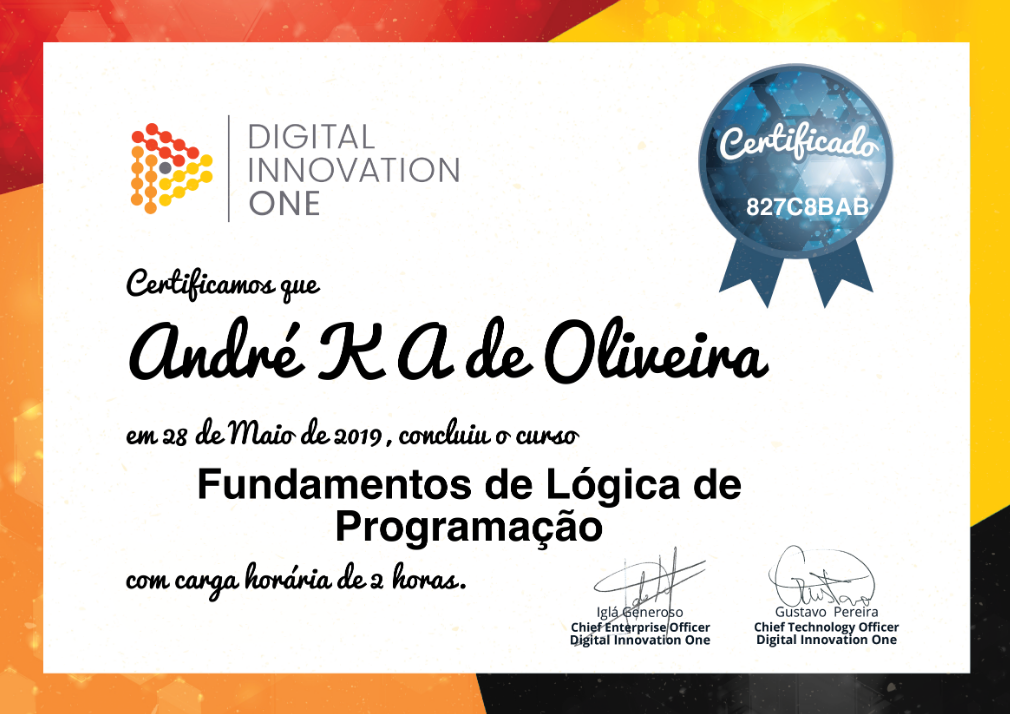 DIGITAL
INNOVATION
ONE
Certificado
827C8BAB
Certificamos que
André K A de Oliveira
em 28 de Maio de 2019, concluiu o curso
Fundamentos de Lógica de
Programação
com carga horária de 2 horas.
Iglá Generoso
Chief Enterprise Officer
Digital Innovation One
Gustavo
Gustavo Pereira
Chief Technology Officer
Digital Innovation One